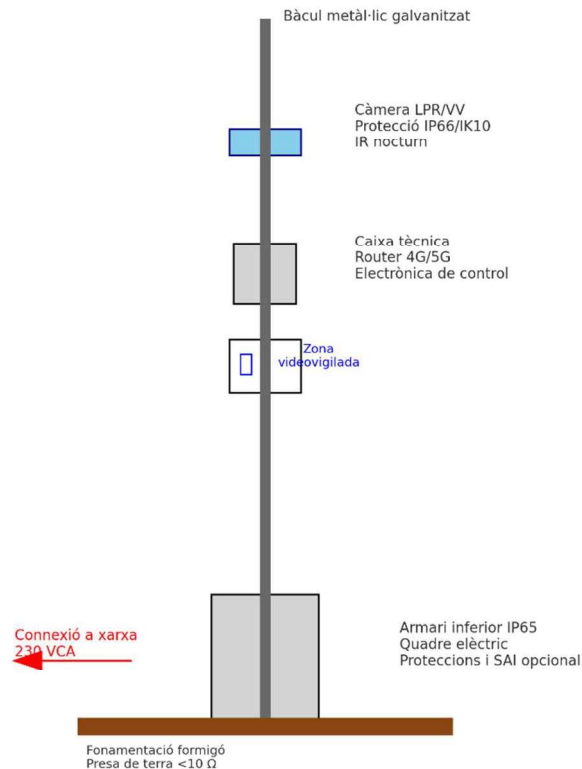 Bàcul metàl·lic galvanitzat
Càmera LPR/VV
Protecció IP66/IK10
IR nocturn
Caixa tècnica
Router 4G/5G
Electrònica de control
Zona
videovigilada
Connexió a xarxa
230 VCA
Armari inferior IP65
Quadre elèctric
Proteccions i SAI opcional
Fonamentació formigó
Presa de terra <10 Ω